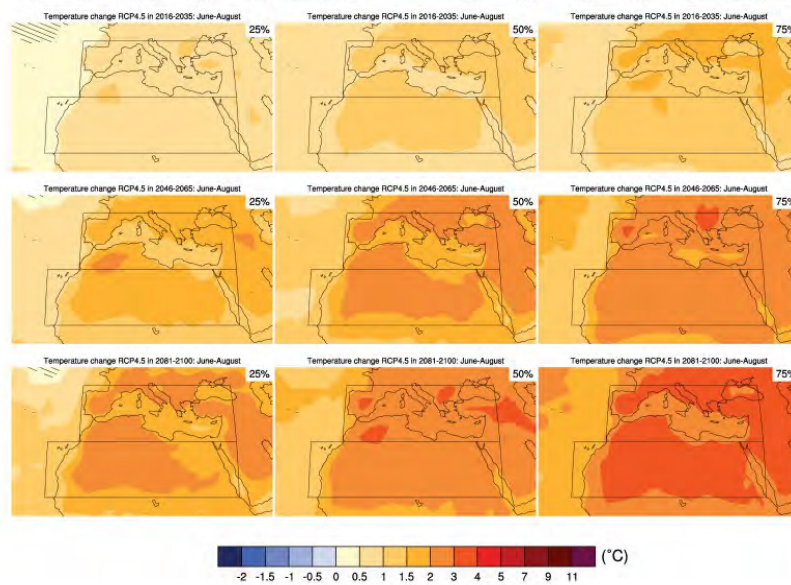 Temperature change RCP4.5 in 2016-2035: June-August
25%
Temperature change RCP4.5 in 2016-2035: June-August
50%
Temperature change RCP4.5 in 2016-2035: June-August
75%
Temperature change RCP4.5 in 2046-2065: June-August
25%
Temperature change RCP4.5 in 2046-2065: June-August
50%
Temperature change RCP4.5 in 2046-2065: June-August
75%
Temperature change RCP4.5 in 2081-2100: June-August
25%
Temperature change RCP4.5 in 2081-2100: June-August
50%
Temperature change RCP4.5 in 2081-2100: June-August
75%
(°C)
-2 -1.5 -1 -0.5 0 0.5 1 1.5 2 3 4 5 7 9 11